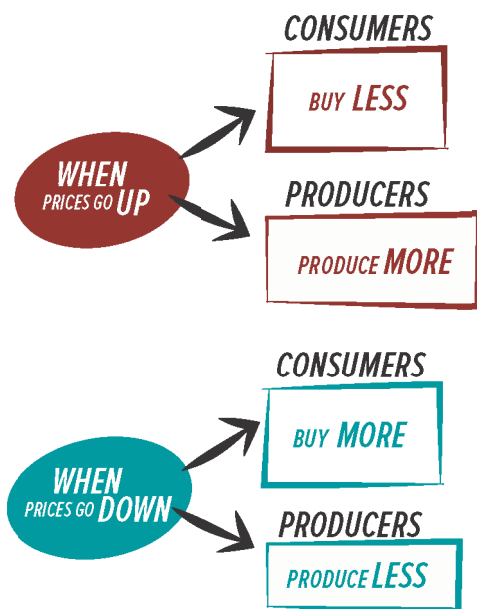 CONSUMERS
BUY LESS
WHEN
PRICES GO UP
PRODUCERS
PRODUCE MORE
CONSUMERS
BUY MORE
WHEN
PRICES GO DOWN
PRODUCERS
PRODUCE LESS